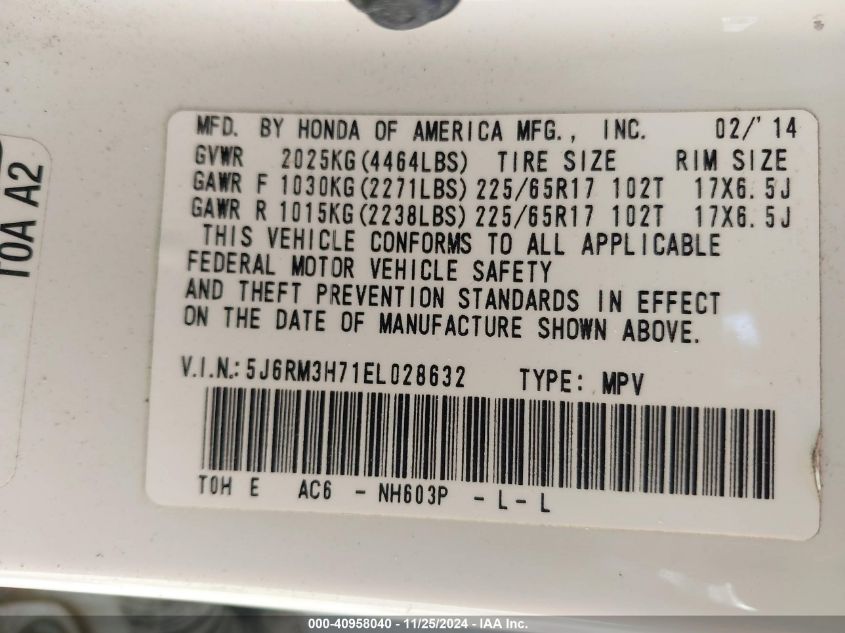 MFD. BY HONDA OF AMERICA MFG., INC. 02/'14
GVWR 2025KG(4464LBS) TIRE SIZE RIM SIZE
GAWR F 1030KG(2271LBS) 225/65R17 102T 17X6.5J
GAWR R 1015KG(2238LBS) 225/65R17 102T 17X6.5J
THIS VEHICLE CONFORMS TO ALL APPLICABLE
FEDERAL MOTOR VEHICLE SAFETY
AND THEFT PREVENTION STANDARDS IN EFFECT
ON THE DATE OF MANUFACTURE SHOWN ABOVE.
V.I.N.: 5J6RM3H71EL028632 TYPE: MPV
T0H E AC6 - NH603P - L- L
T0A A2
000-40958040 - 11/25/2024 - IAA Inc.